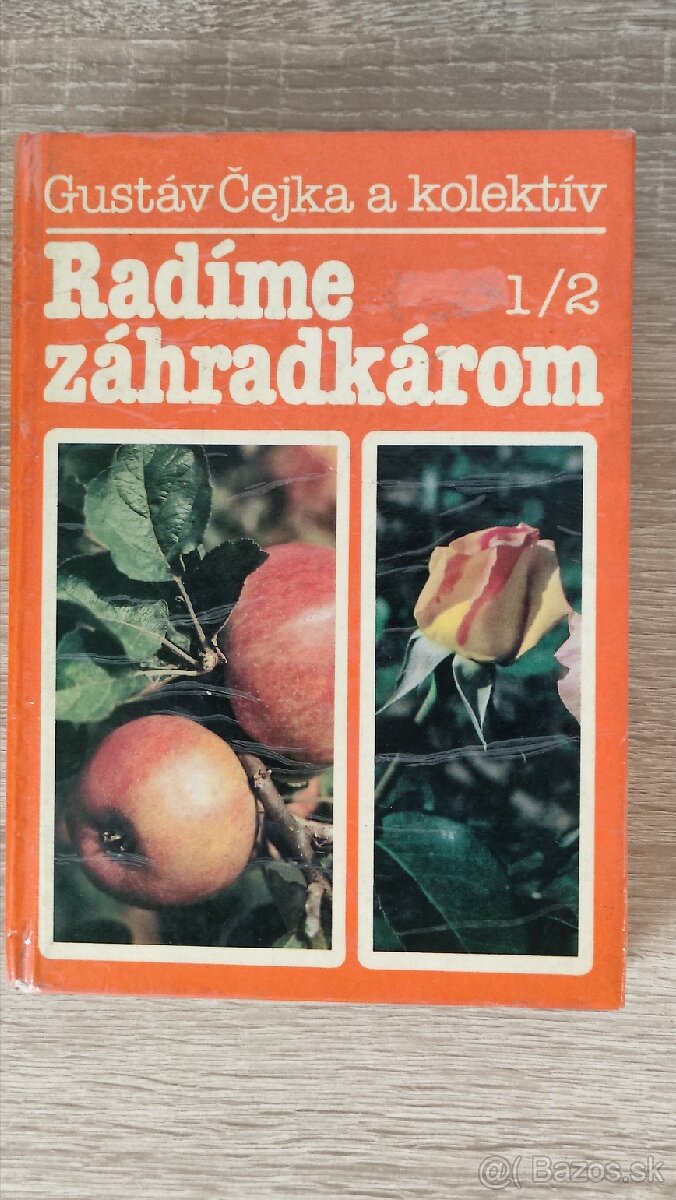 Gustáv Čejka a kolektív
Radíme 1/2
záhradkárom
@( Bazos.sk